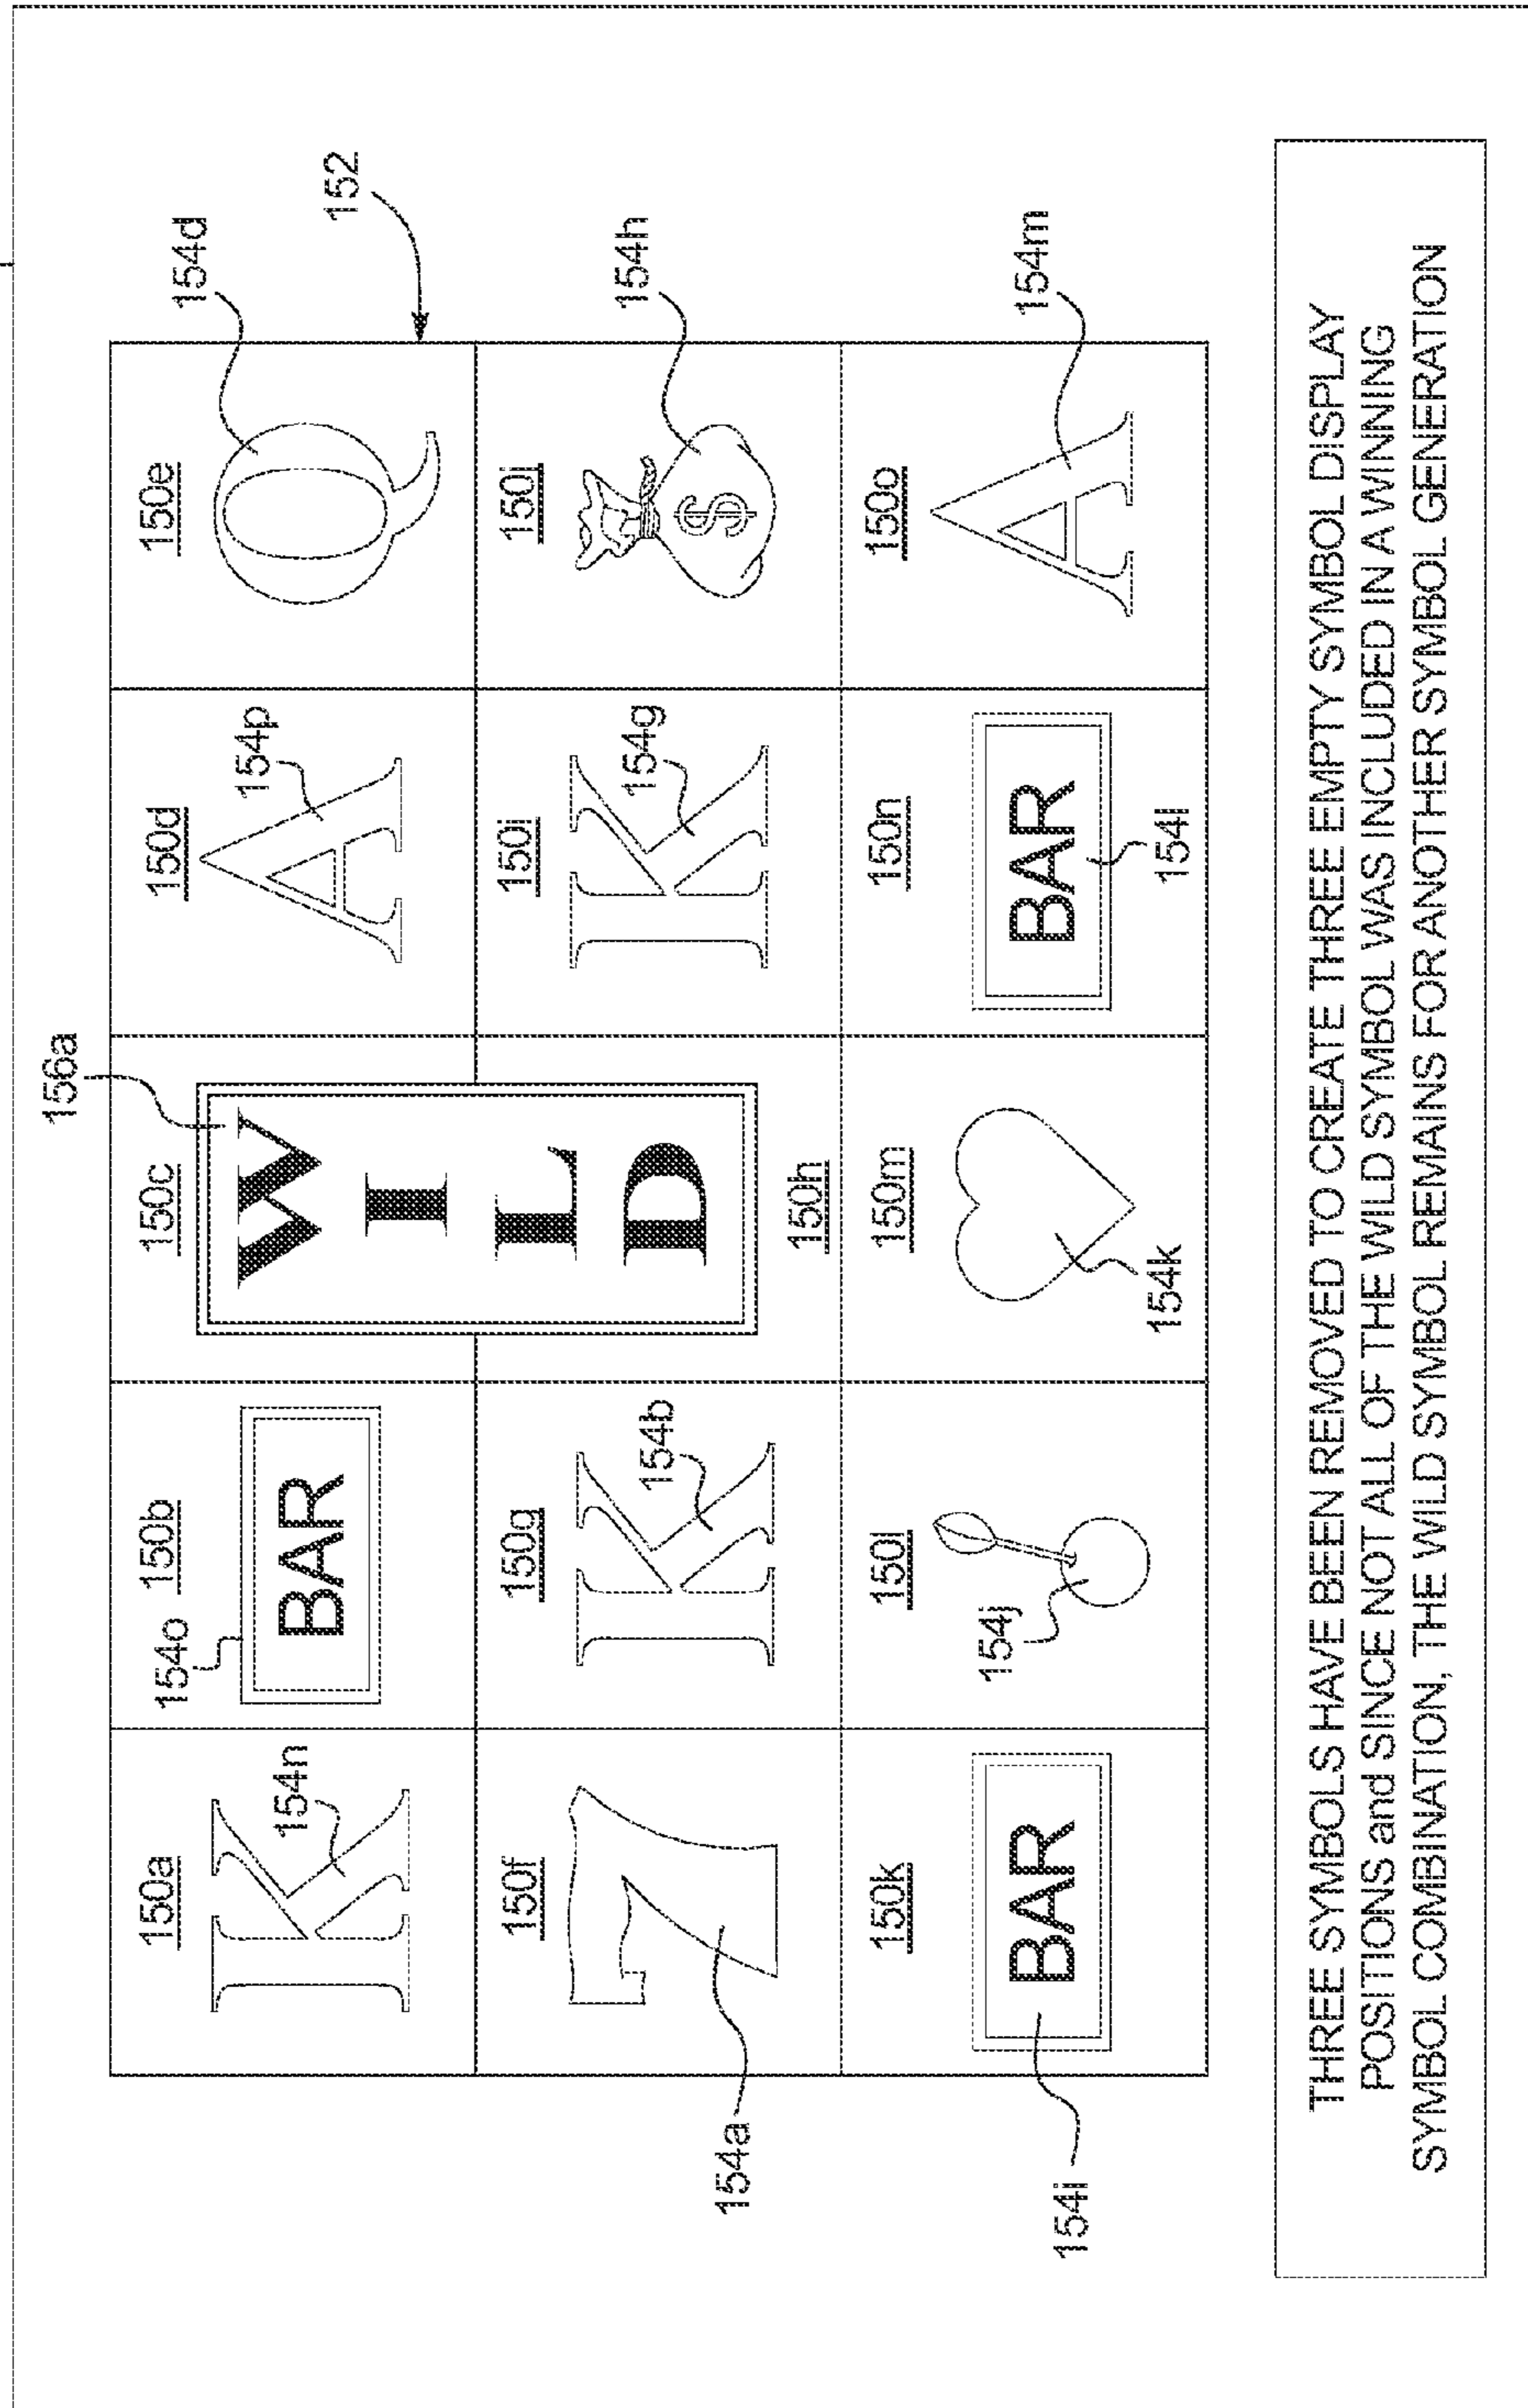 156a
150a
154n
K
154o
150b
BAR
150c
W
I
L
D
150h
150d
154p
A
150e
154d
Q
152
150f
7
154a
150g
154b
K
150i
154g
K
150j
154h
$
150k
BAR
154i
150l
154j
150m
154k
150n
BAR
154l
150o
A
154m
THREE SYMBOLS HAVE BEEN REMOVED TO CREATE THREE EMPTY SYMBOL DISPLAY
POSITIONS and SINCE NOT ALL OF THE WILD SYMBOL WAS INCLUDED IN A WINNING
SYMBOL COMBINATION, THE WILD SYMBOL REMAINS FOR ANOTHER SYMBOL GENERATION